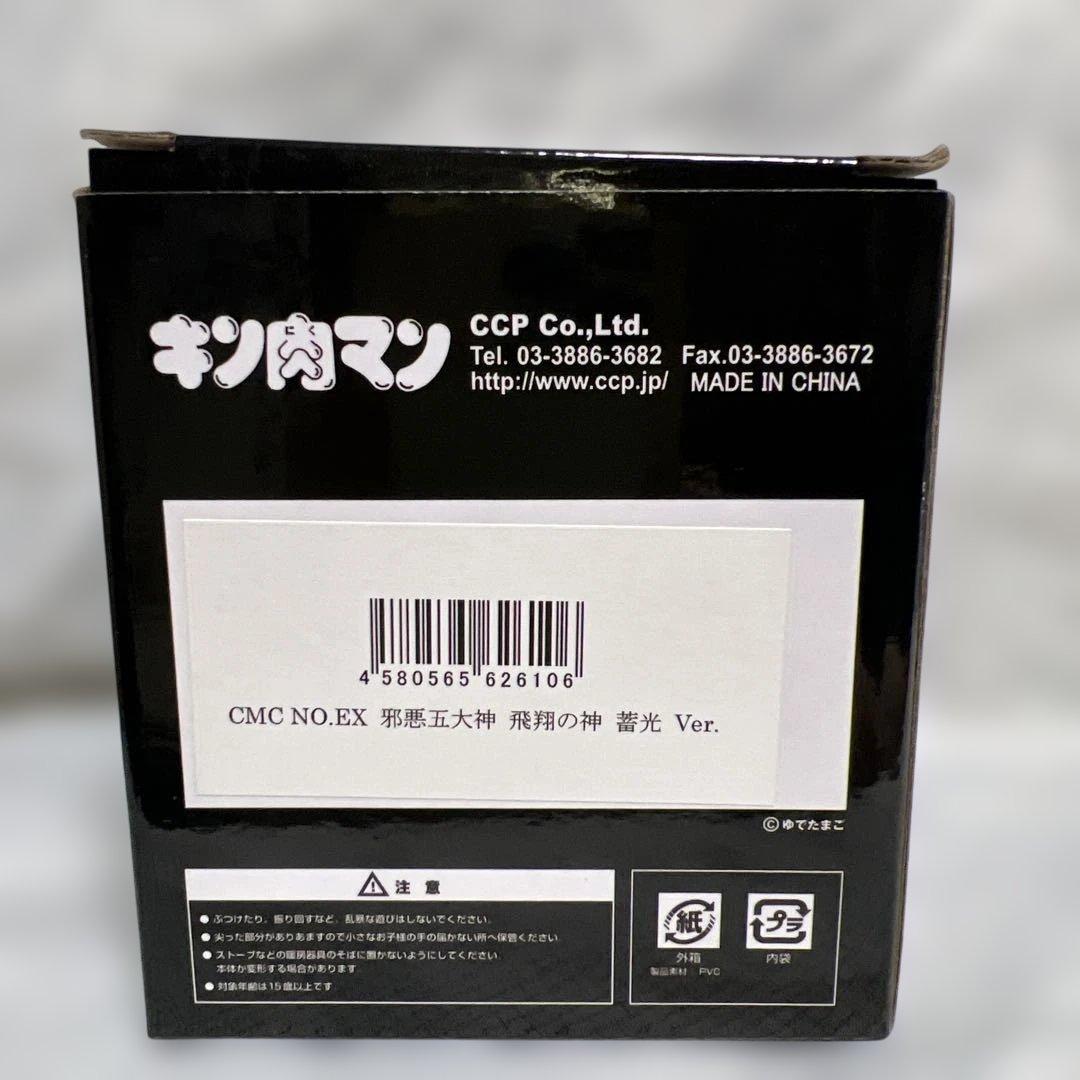 キン肉マン
にく
CCP Co.,Ltd.
Tel. 03-3886-3682 Fax.03-3886-3672
http://www.ccp.jp/ MADE IN CHINA
4 580565 626106
CMC NO.EX 邪悪五大神 飛翔の神 蓄光 Ver.
©ゆでたまご
注意
●ぶつけたり、振り回すなど、乱暴な遊びはしないでください。
●尖った部分がありあますので小さなお子様の手の届かない所へ保管ください。
●ストーブなどの暖房器具のそばに置かないようにしてください。
本体が変形する場合があります。
●対象年齢は15歳以上です
紙
外箱
製品素材：PVC
プラ
内袋